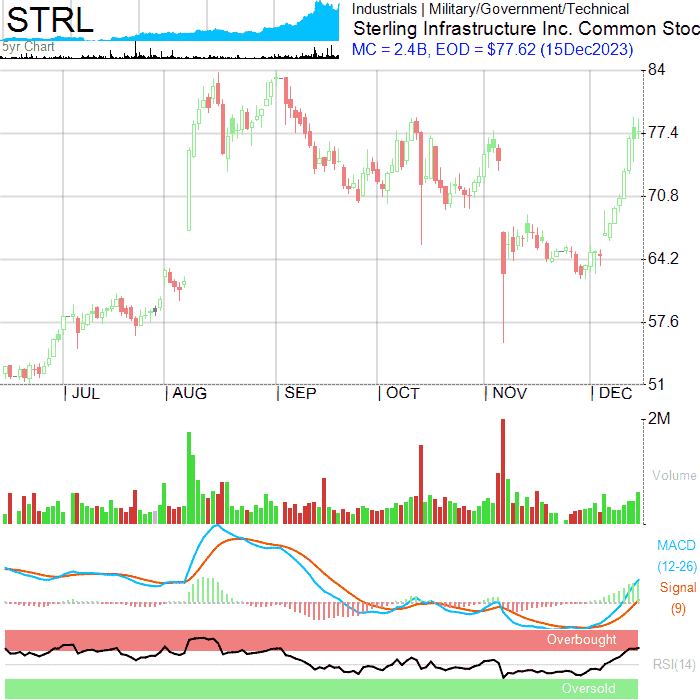 STRL
5yr Chart
Industrials | Military/Government/Technical
Sterling Infrastructure Inc. Common Stoc
MC = 2.4B, EOD = $77.62 (15Dec2023)
84
77.4
70.8
64.2
57.6
51
JUL
AUG
SEP
OCT
NOV
DEC
2M
Volume
MACD
(12-26)
Signal
(9)
Overbought
RSI(14)
Oversold